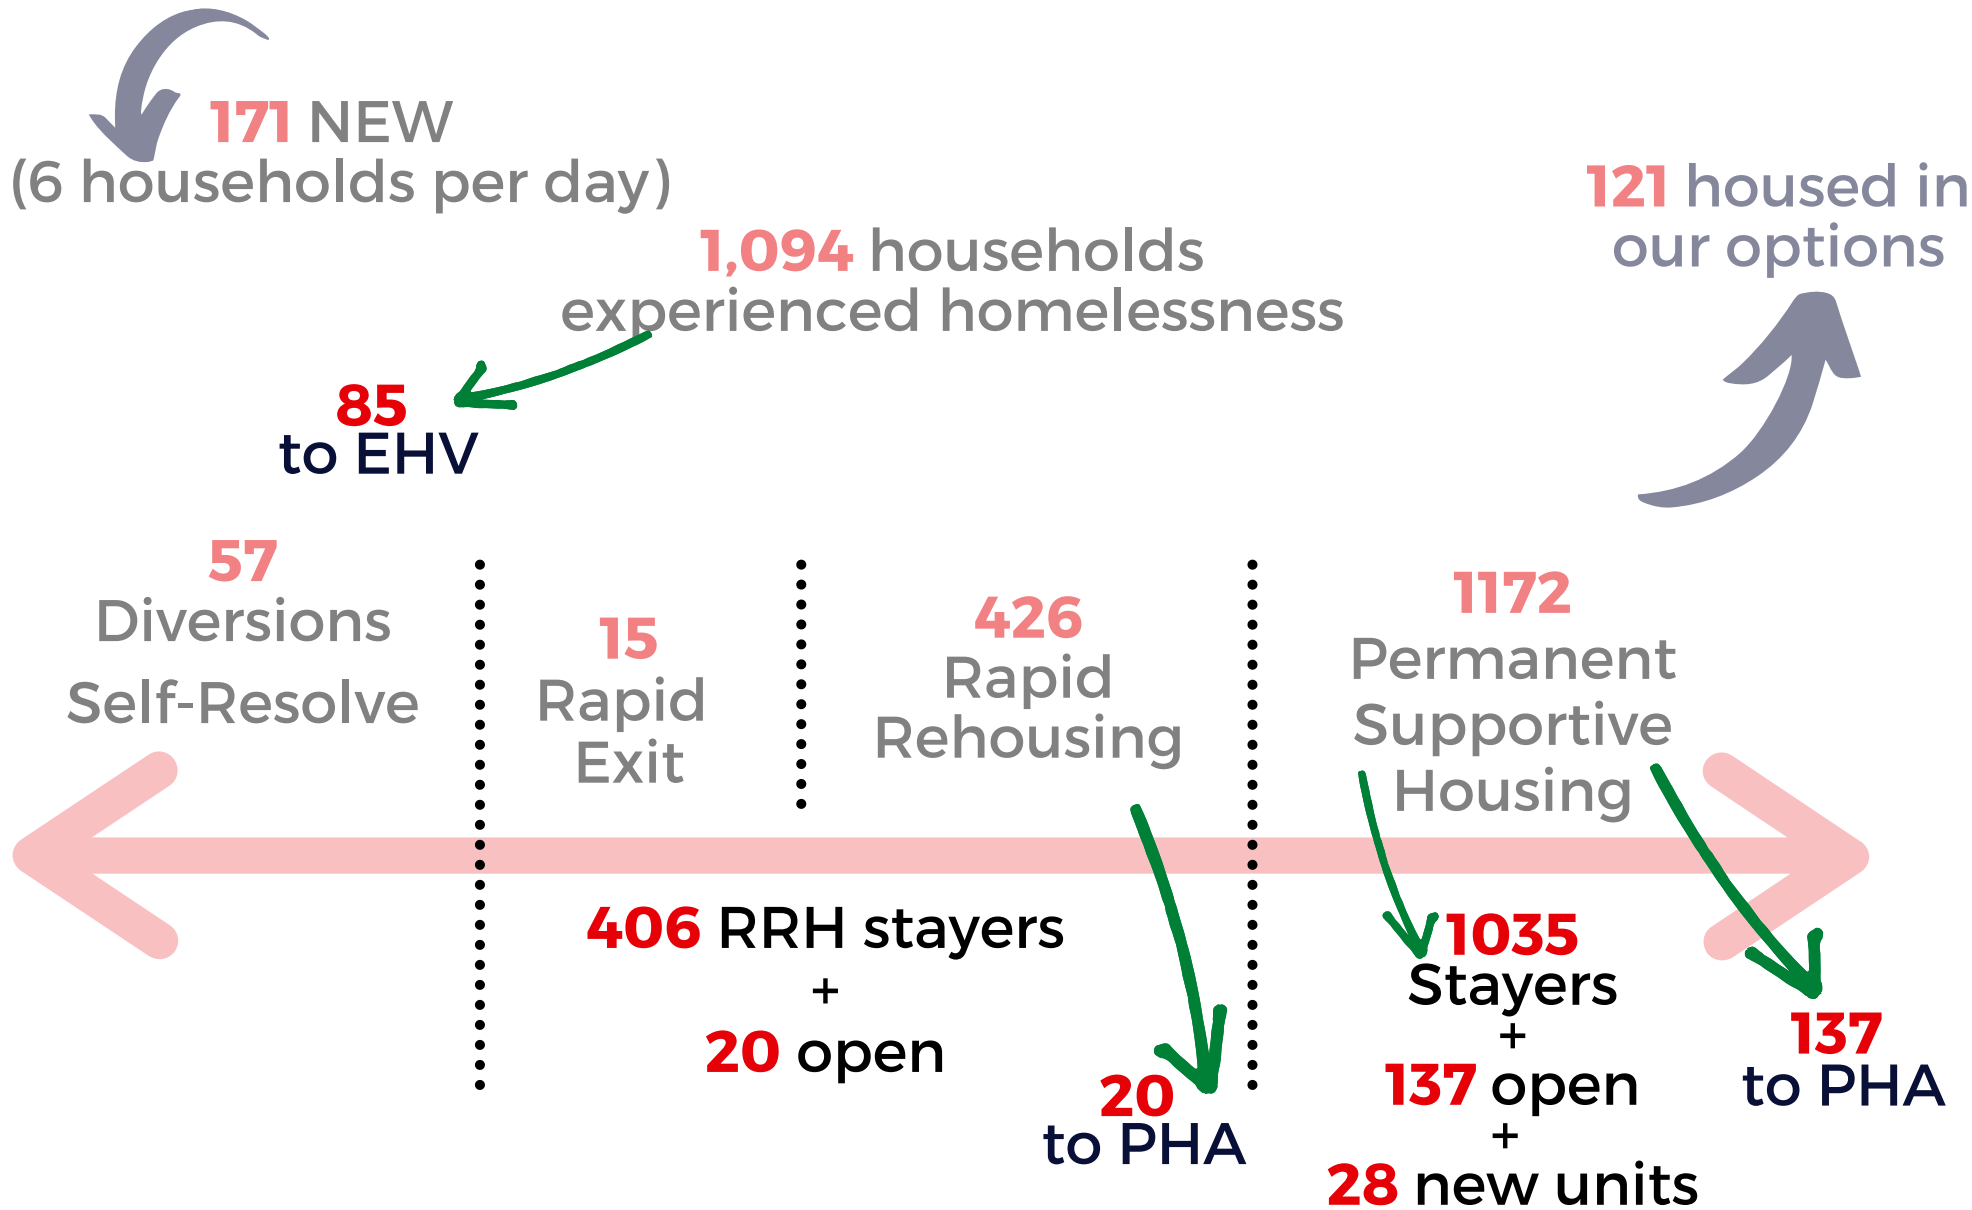 171 NEW
(6 households per day)
121 housed in
our options
1,094 households
experienced homelessness
85
to EHV
57
Diversions
Self-Resolve
15
Rapid
Exit
426
Rapid
Rehousing
1172
Permanent
Supportive
Housing
406 RRH stayers
+
20 open
20
to PHA
1035
Stayers
+
137 open
+
28 new units
137
to PHA